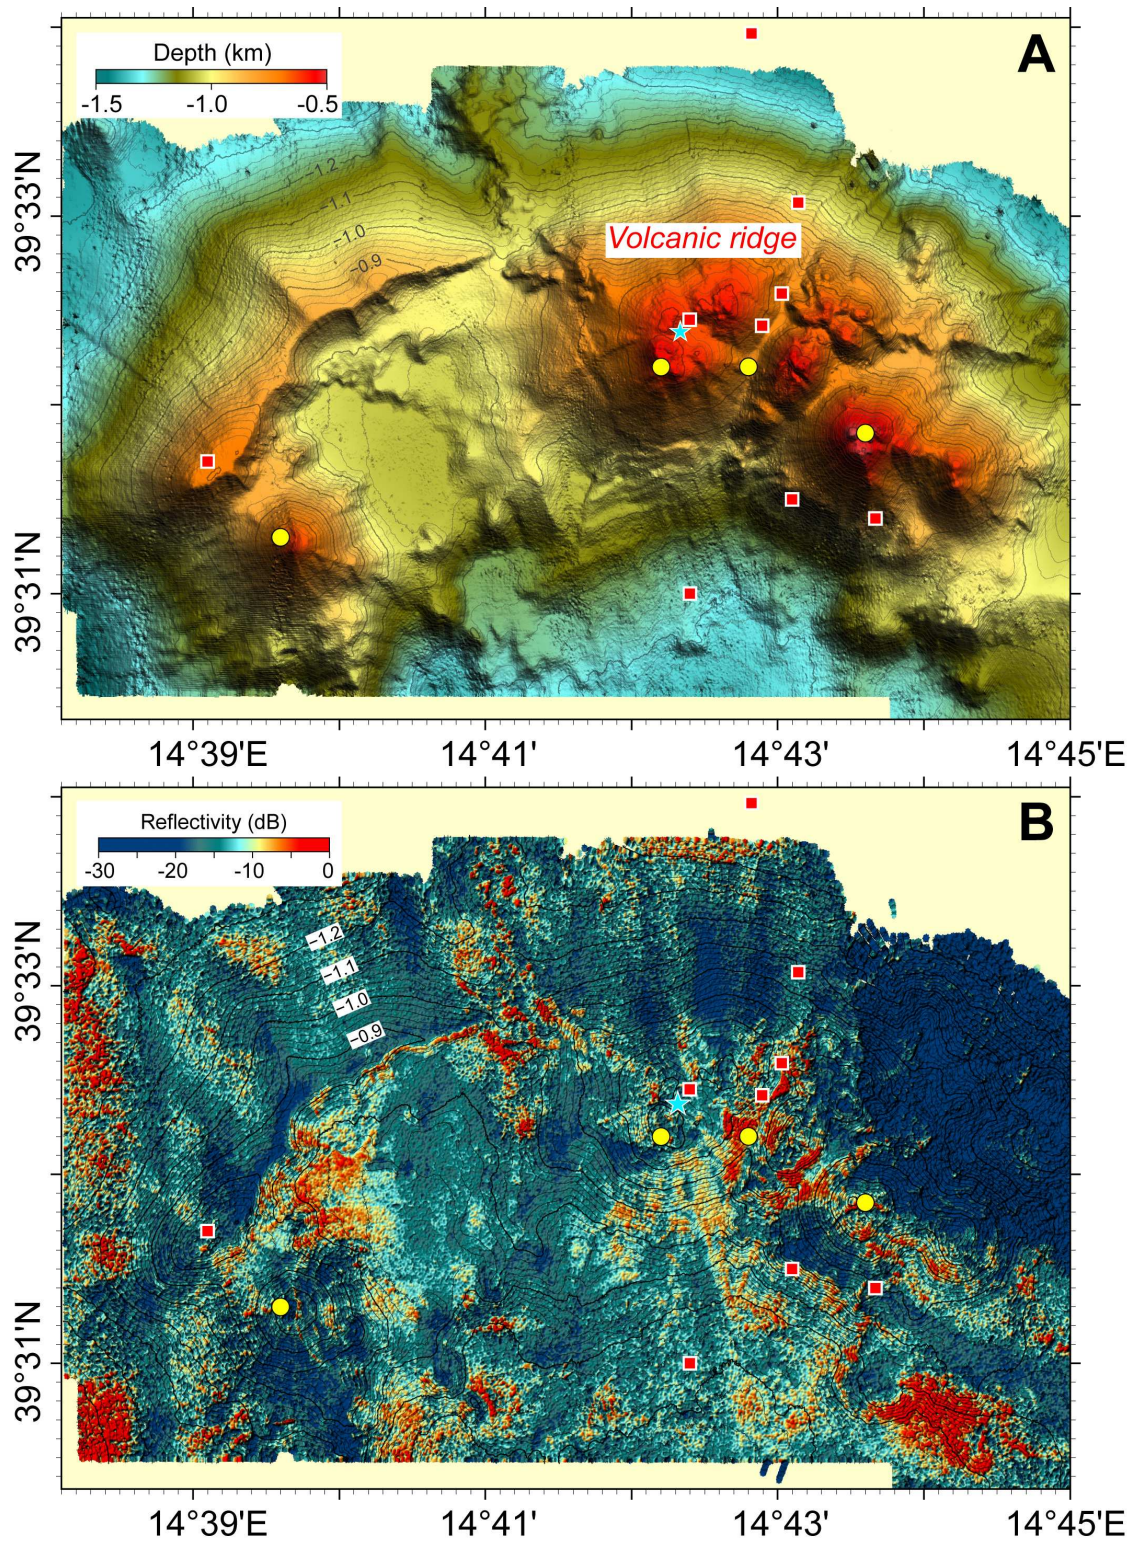 A
Depth (km)
-1.5 -1.0 -0.5
39°33'N
−1.2
−1.1
−1.0
−0.9
Volcanic ridge
39°31'N
14°39'E 14°41' 14°43' 14°45'E
B
Reflectivity (dB)
-30 -20 -10 0
−1.2
39°33'N
−1.1
−1.0
−0.9
39°31'N
14°39'E 14°41' 14°43' 14°45'E